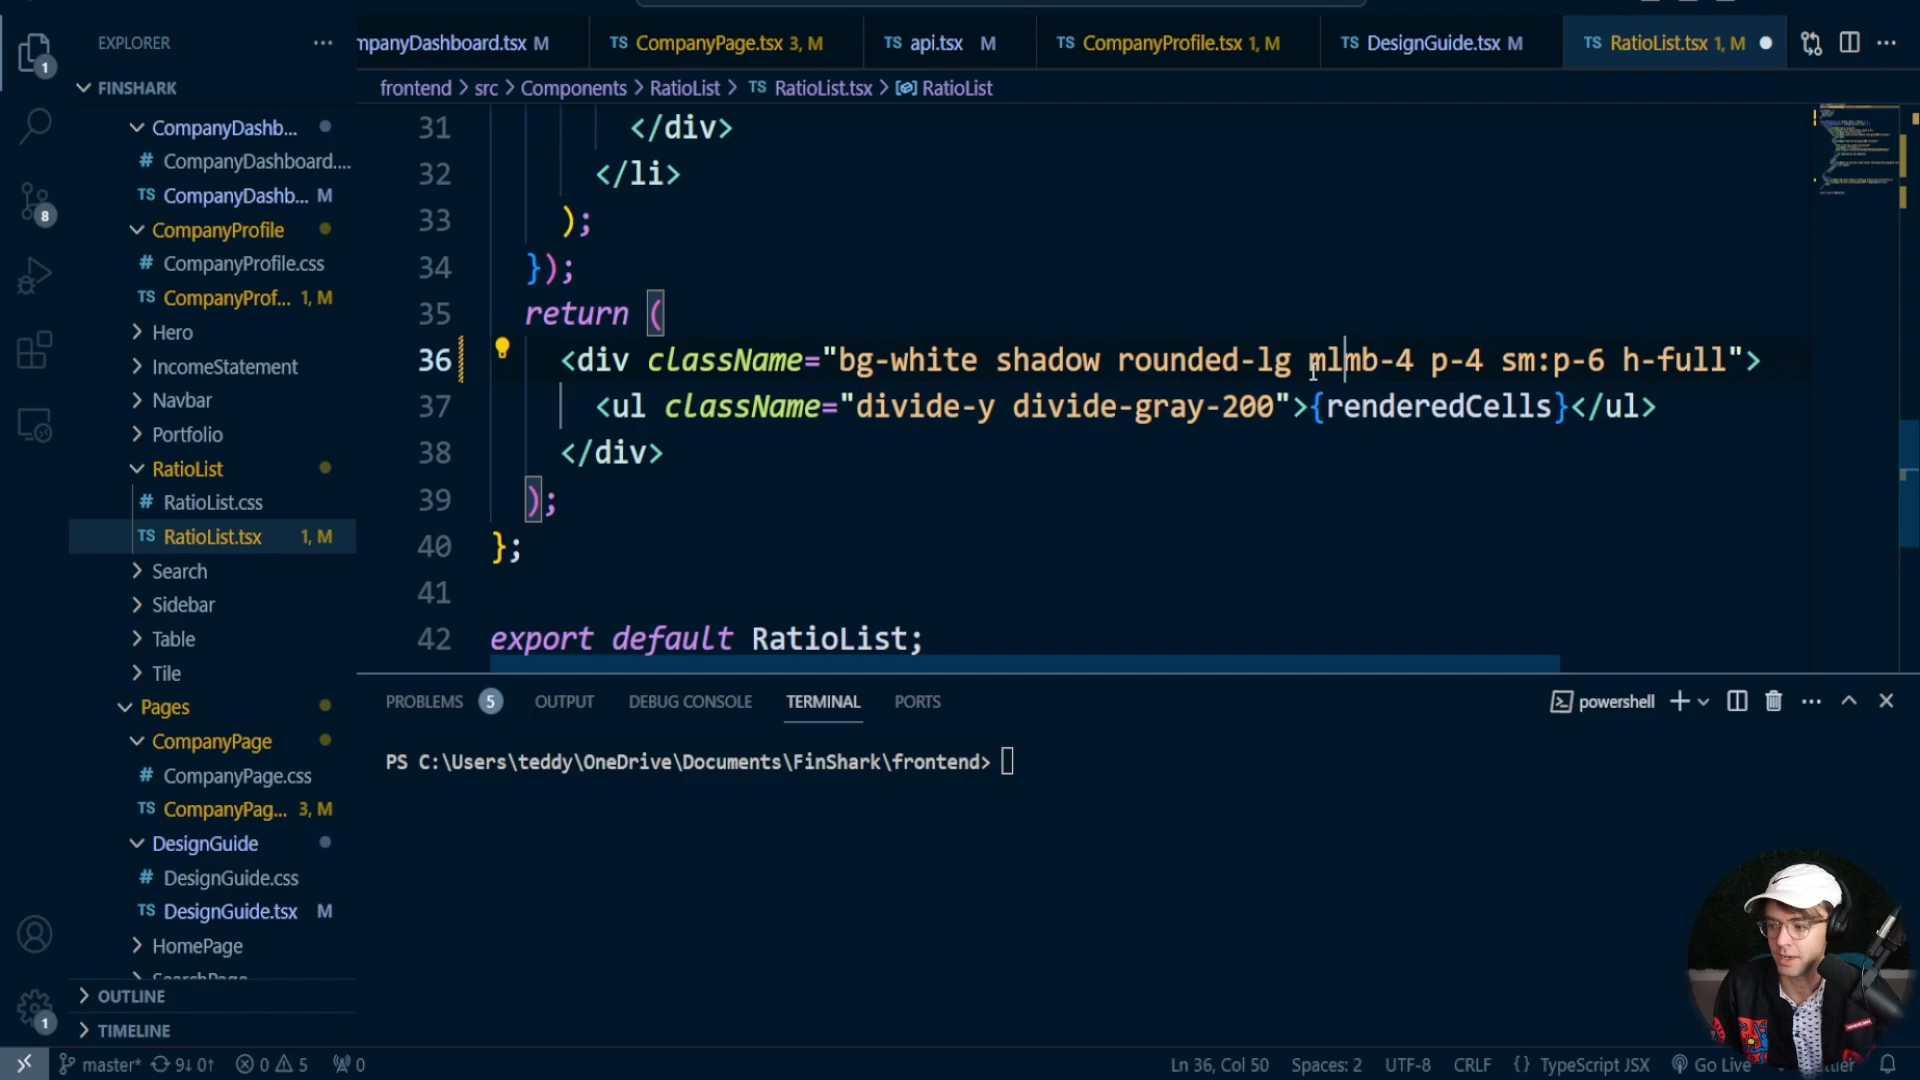 EXPLORER
FINSHARK
CompanyDashb...
# CompanyDashboard....
TS CompanyDashb... M
CompanyProfile
# CompanyProfile.css
TS CompanyProf... 1, M
Hero
IncomeStatement
Navbar
Portfolio
RatioList
# RatioList.css
TS RatioList.tsx 1, M
Search
Sidebar
Table
Tile
Pages
CompanyPage
# CompanyPage.css
TS CompanyPag... 3, M
DesignGuide
# DesignGuide.css
TS DesignGuide.tsx M
HomePage
SearchPage
OUTLINE
TIMELINE
1
8
1
mpanyDashboard.tsx M
TS CompanyPage.tsx 3, M
TS api.tsx M
TS CompanyProfile.tsx 1, M
TS DesignGuide.tsx M
TS RatioList.tsx 1, M
frontend > src > Components > RatioList > TS RatioList.tsx > RatioList
31 </div>
32 </li>
33 );
34 });
35 return (
36 <div className="bg-white shadow rounded-lg mlmb-4 p-4 sm:p-6 h-full">
37 <ul className="divide-y divide-gray-200">{renderedCells}</ul>
38 </div>
39 );
40 };
41
42 export default RatioList;
PROBLEMS 5 OUTPUT DEBUG CONSOLE TERMINAL PORTS
powershell
PS C:\Users\teddy\OneDrive\Documents\FinShark\frontend>
master* 9↓ 0↑ 0 5 0
Ln 36, Col 50 Spaces: 2 UTF-8 CRLF {} TypeScript JSX Go Live